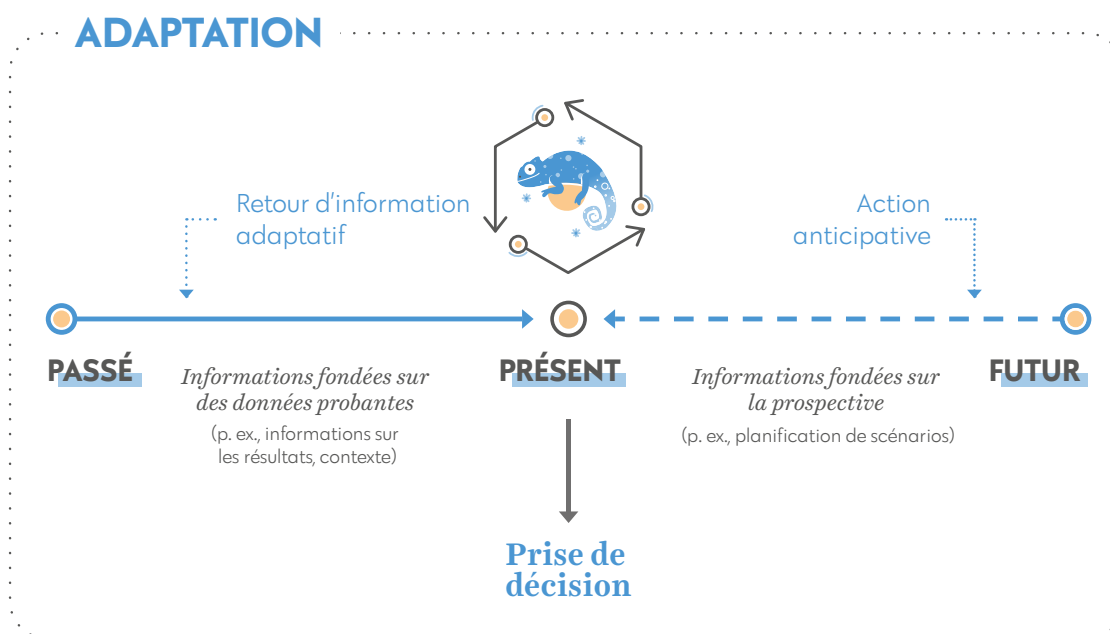 ADAPTATION
Retour d'information
adaptatif
Action
anticipative
PASSÉ
PRÉSENT
FUTUR
Informations fondées sur
des données probantes
(p. ex., informations sur
les résultats, contexte)
Informations fondées sur
la prospective
(p. ex., planification de scénarios)
Prise de
décision